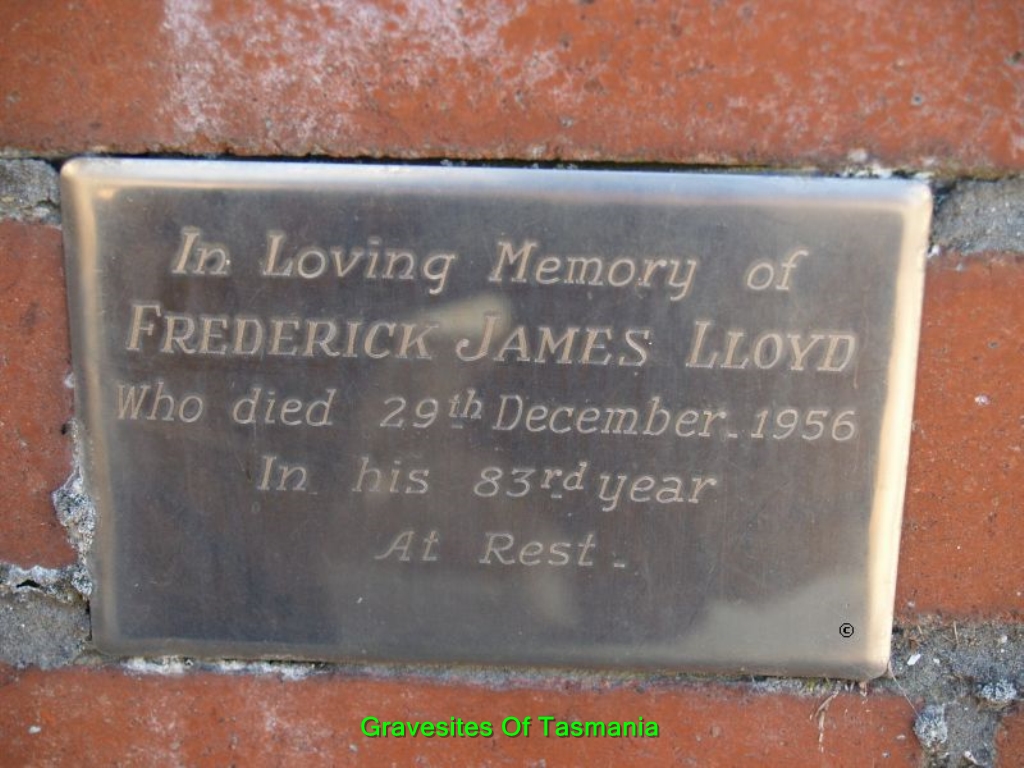 In Loving Memory of
FREDERICK JAMES LLOYD
Who died 29th December. 1956
In his 83rd year
At Rest.
©
Gravesites Of Tasmania